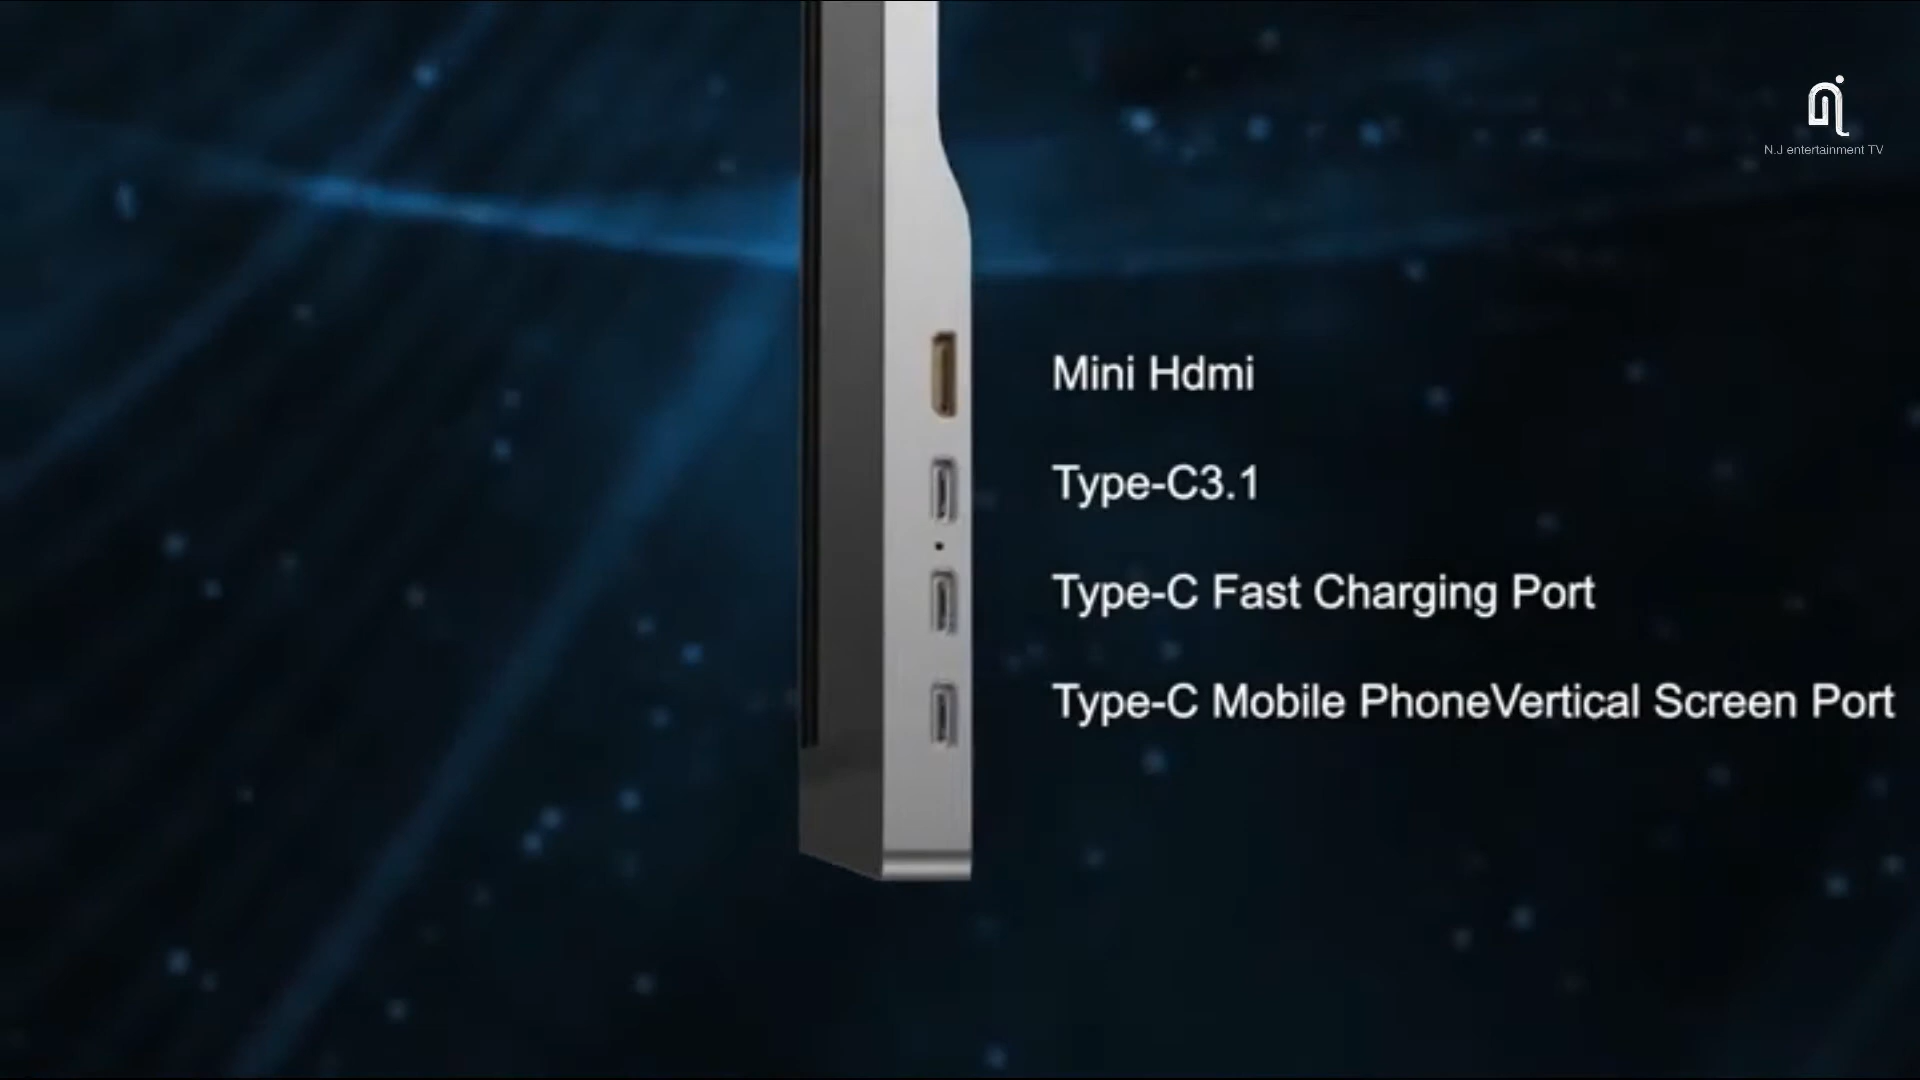 N.J entertainment TV
Mini Hdmi
Type-C3.1
Type-C Fast Charging Port
Type-C Mobile PhoneVertical Screen Port